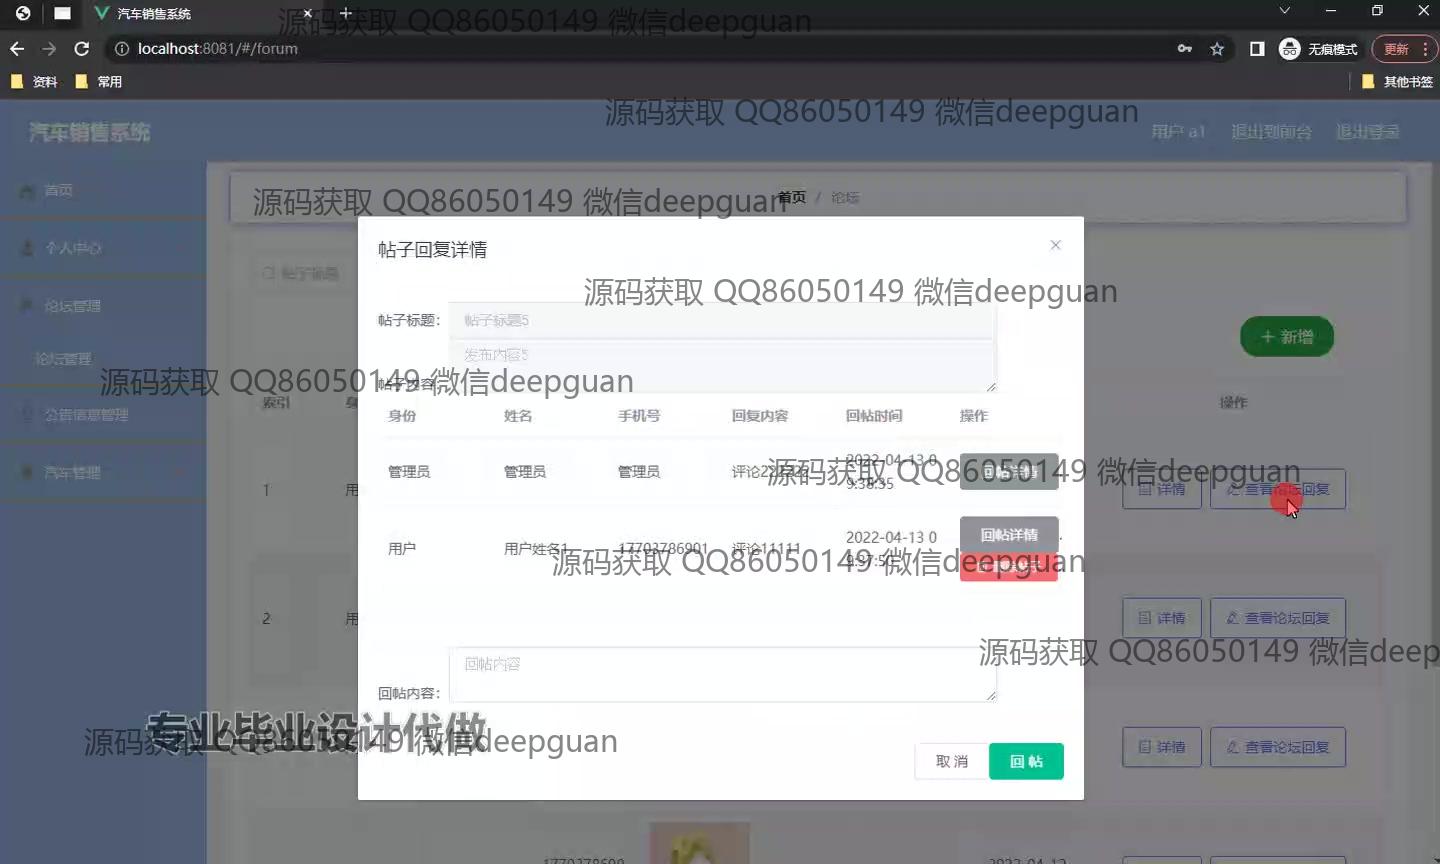 汽车销售系统
localhost:8081/#/forum
无痕模式
更新
资料
常用
其他书签
汽车销售系统
用户 a1
退出到前台
退出登录
首页 / 论坛
首页
个人中心
论坛管理
论坛管理
公告信息管理
汽车管理
帖子标题
新增
索引
操作
1
用
详情
查看论坛回复
2
用
详情
查看论坛回复
详情
查看论坛回复
帖子回复详情
帖子标题:
帖子标题5
帖子内容
发布内容5
身份 姓名 手机号 回复内容 回帖时间 操作
管理员 管理员 管理员
2022-04-13 0
9:38:35
回帖详情
用户 用户姓名1 17703786901 评论11111
2022-04-13 0
回帖详情
回帖内容:
回帖内容
取 消
回 帖
源码获取 QQ86050149 微信deepguan
源码获取 QQ86050149 微信deepguan
源码获取 QQ86050149 微信deepguan
源码获取 QQ86050149 微信deepguan
源码获取 QQ86050149 微信deepguan
源码获取 QQ86050149 微信deepguan
源码获取 QQ86050149 微信deepguan
源码获取 QQ86050149 微信deep
源码获取 QQ86050149 微信deepguan
专业毕业设计代做